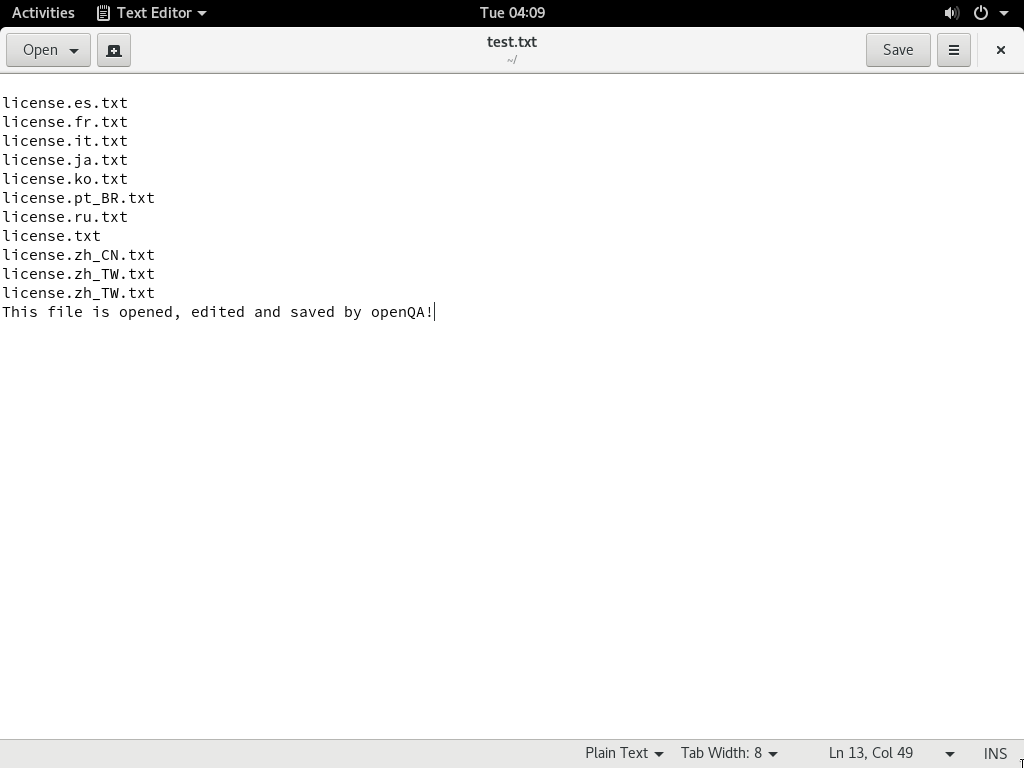 Activities Text Editor Tue 04:09
Open test.txt Save
~/
license.es.txt
license.fr.txt
license.it.txt
license.ja.txt
license.ko.txt
license.pt_BR.txt
license.ru.txt
license.txt
license.zh_CN.txt
license.zh_TW.txt
license.zh_TW.txt
This file is opened, edited and saved by openQA!
Plain Text Tab Width: 8 Ln 13, Col 49 INS